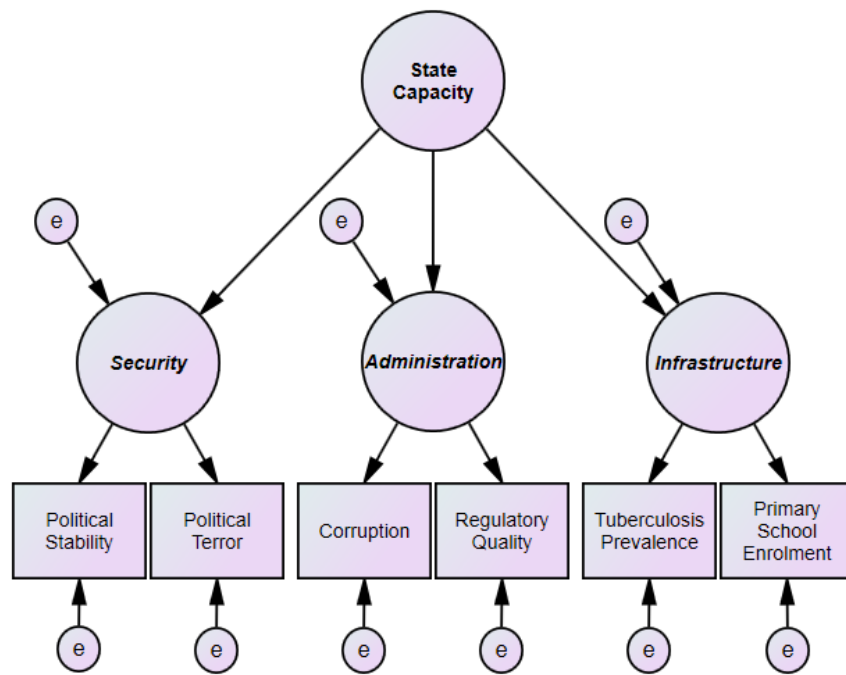 State
Capacity
e
e
e
Security
Administration
Infrastructure
Political
Stability
Political
Terror
Corruption
Regulatory
Quality
Tuberculosis
Prevalence
Primary
School
Enrolment
e
e
e
e
e
e